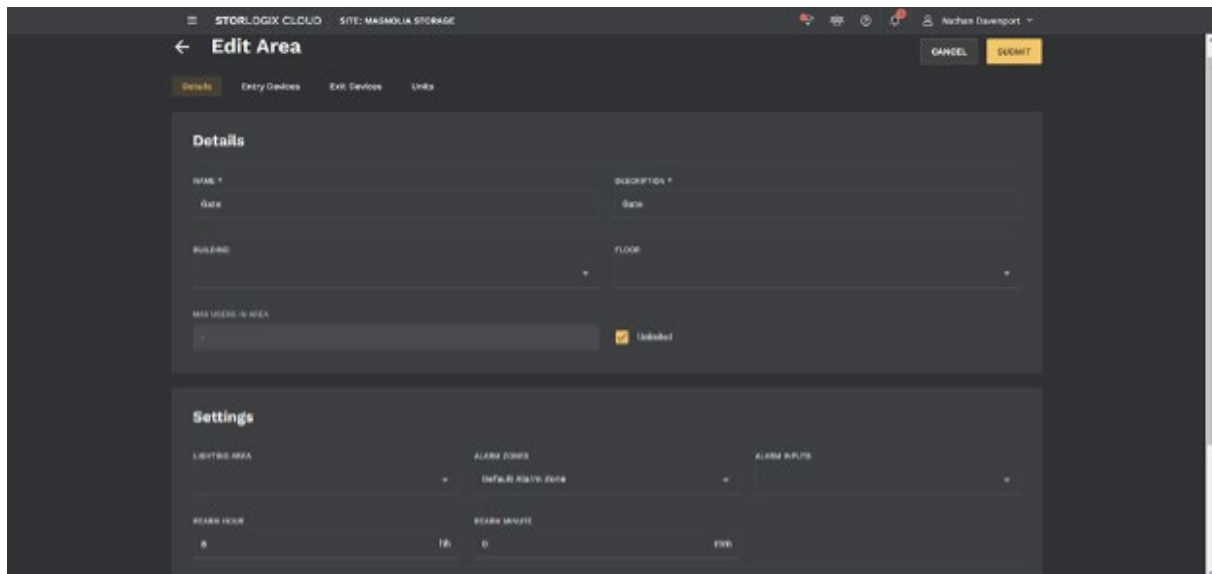 STORLOGIX CLOUD SITE: MAGNOLIA STORAGE Nathan Davenport
Edit Area
CANCEL SUBMIT
Details Entry Devices Exit Devices Units
Details
NAME * DESCRIPTION *
Gate Gate
BUILDING FLOOR
MAX USERS IN AREA
Unlimited
Settings
LIGHTING AREA ALARM ZONES ALARM INPUTS
Default Alarm Zone
REARM HOUR REARM MINUTE
hh 0 mm